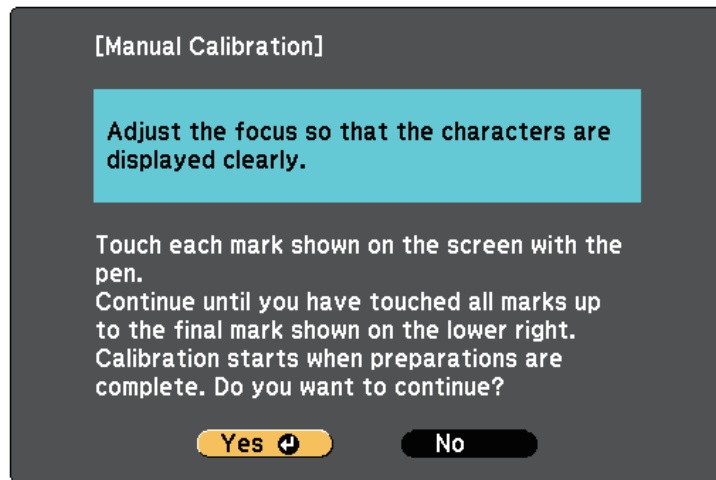 [Manual Calibration]
Adjust the focus so that the characters are
displayed clearly.
Touch each mark shown on the screen with the
pen.
Continue until you have touched all marks up
to the final mark shown on the lower right.
Calibration starts when preparations are
complete. Do you want to continue?
Yes No